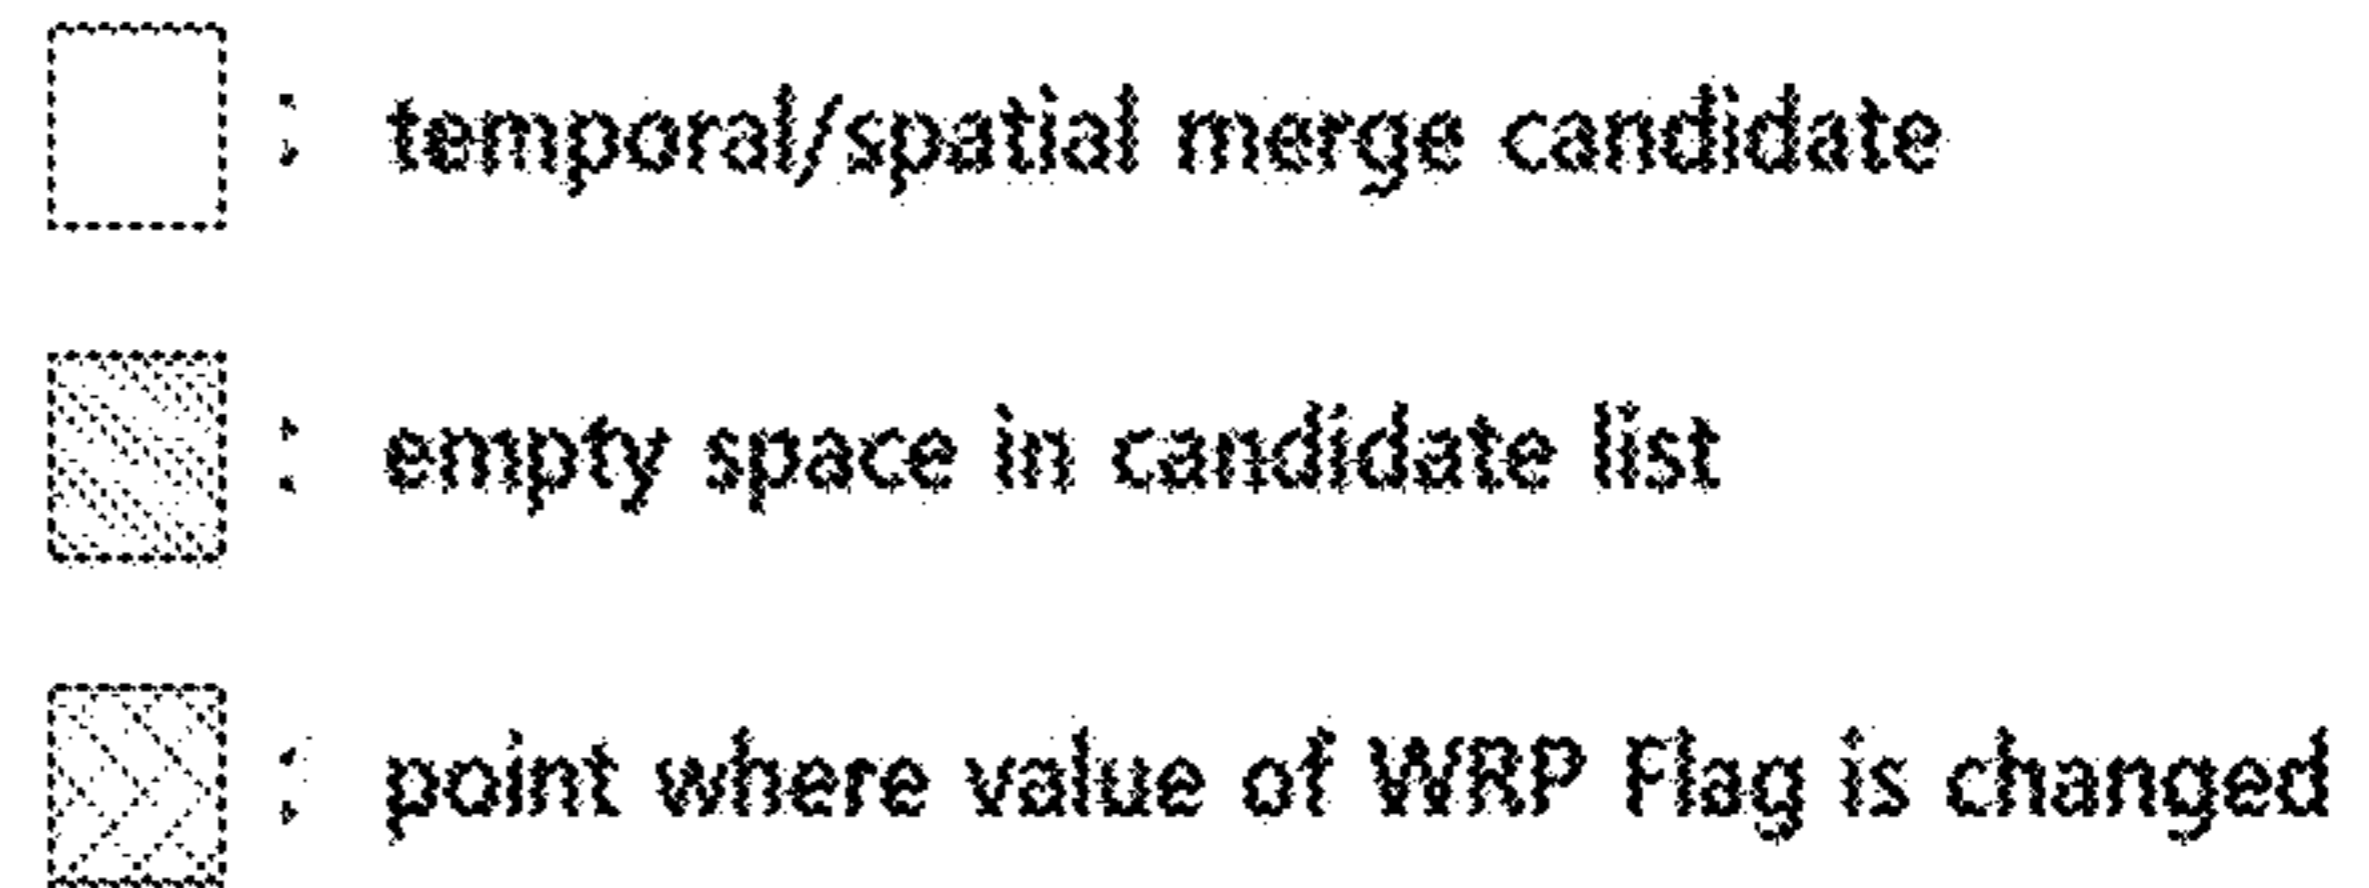 : temporal/spatial merge candidate
: empty space in candidate list
: point where value of WRP Flag is changed